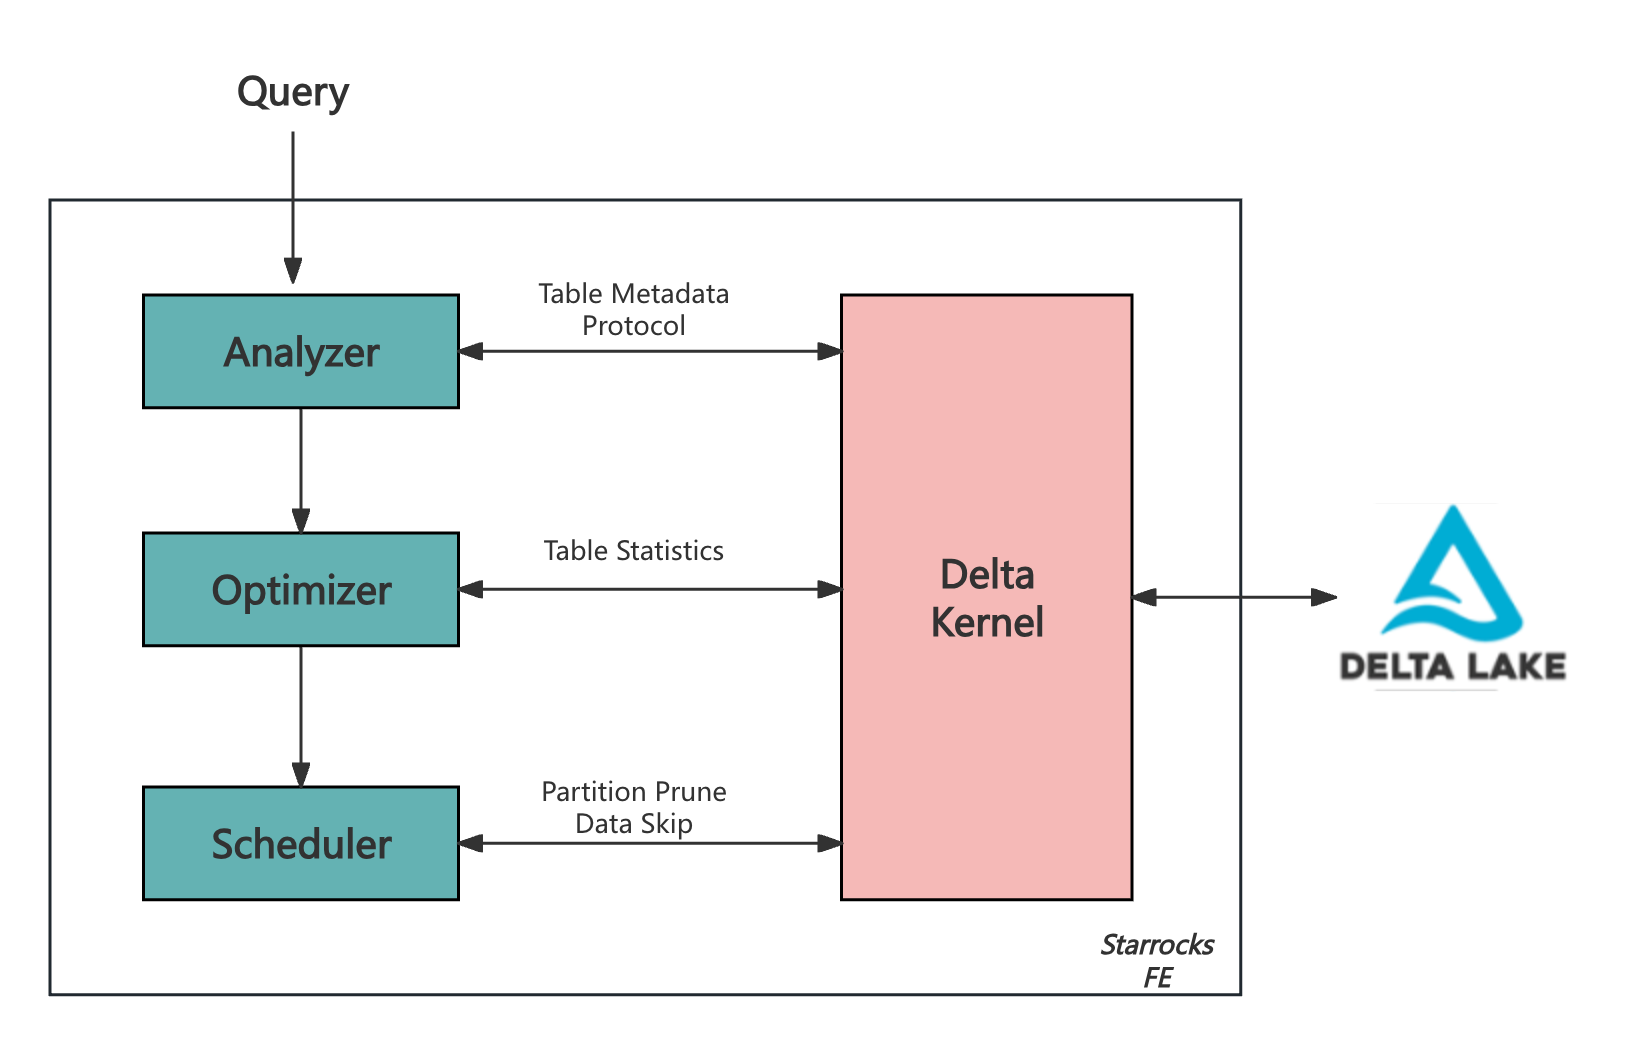 Query
Table Metadata
Protocol
Analyzer
Table Statistics
Optimizer
Delta
Kernel
DELTA LAKE
Partition Prune
Data Skip
Scheduler
Starrocks
FE